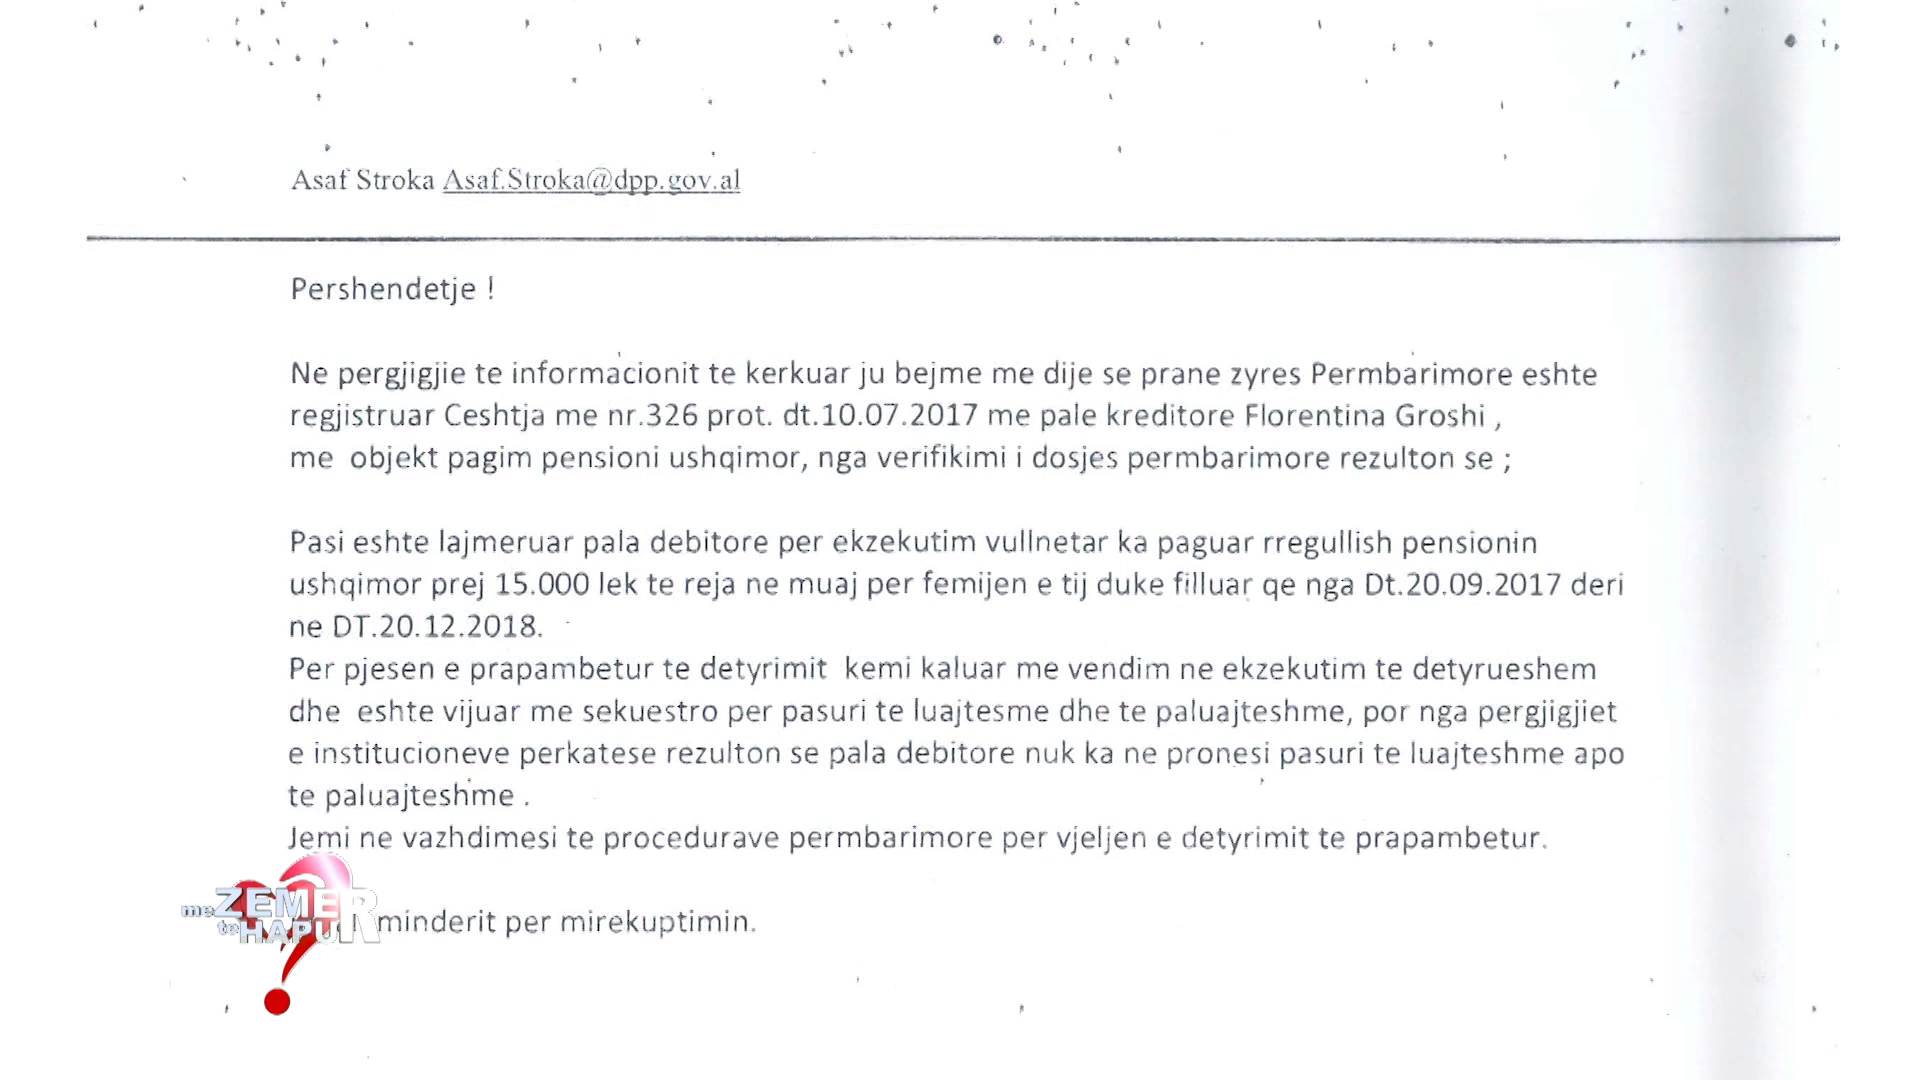 Asaf Stroka Asaf.Stroka@dpp.gov.al
Pershendetje !
Ne pergjigjie te informacionit te kerkuar ju bejme me dije se prane zyres Permbarimore eshte
regjistruar Ceshtja me nr.326 prot. dt.10.07.2017 me pale kreditore Florentina Groshi ,
me objekt pagim pensioni ushqimor, nga verifikimi i dosjes permbarimore rezulton se ;
Pasi eshte lajmeruar pala debitore per ekzekutim vullnetar ka paguar rregullish pensionin
ushqimor prej 15.000 lek te reja ne muaj per femijen e tij duke filluar qe nga Dt.20.09.2017 deri
ne DT.20.12.2018.
Per pjesen e prapambetur te detyrimit kemi kaluar me vendim ne ekzekutim te detyrueshem
dhe eshte vijuar me sekuestro per pasuri te luajtesme dhe te paluajteshme, por nga pergjigjiet
e institucioneve perkatese rezulton se pala debitore nuk ka ne pronesi pasuri te luajteshme apo
te paluajteshme .
Jemi ne vazhdimesi te procedurave permbarimore per vjeljen e detyrimit te prapambetur.
minderit per mirekuptimin.
me ZEMER
te HAPUR